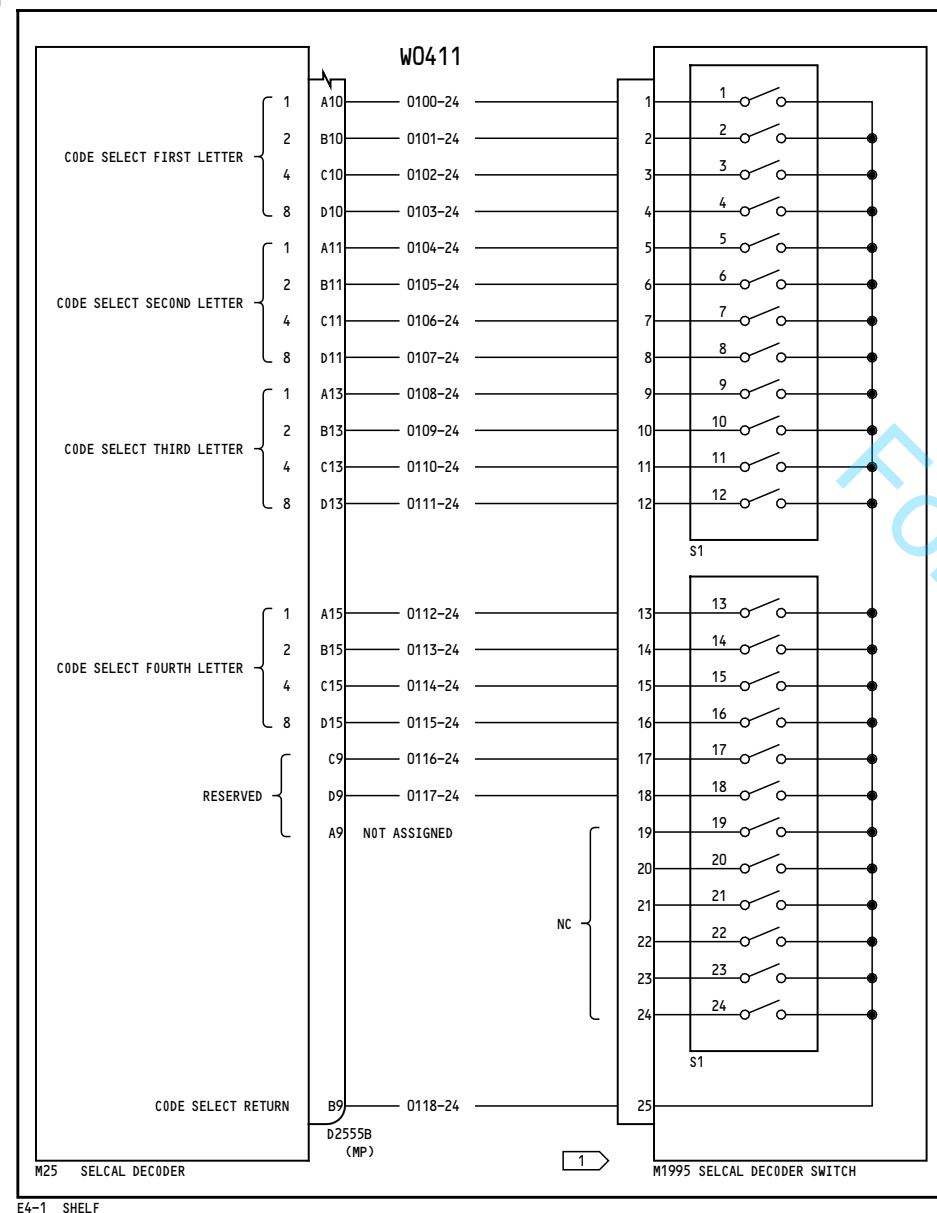 W0411
1 A10 0100-24 1 1
2 B10 0101-24 2 2
CODE SELECT FIRST LETTER
4 C10 0102-24 3 3
8 D10 0103-24 4 4
1 A11 0104-24 5 5
2 B11 0105-24 6 6
CODE SELECT SECOND LETTER
4 C11 0106-24 7 7
8 D11 0107-24 8 8
1 A13 0108-24 9 9
2 B13 0109-24 10 10
CODE SELECT THIRD LETTER
4 C13 0110-24 11 11
8 D13 0111-24 12 12
S1
1 A15 0112-24 13 13
2 B15 0113-24 14 14
CODE SELECT FOURTH LETTER
4 C15 0114-24 15 15
8 D15 0115-24 16 16
C9 0116-24 17 17
RESERVED D9 0117-24 18 18
A9 NOT ASSIGNED 19 19
20 20
21 21
NC
22 22
23 23
24 24
S1
CODE SELECT RETURN B9 0118-24 25
D2555B
(MP)
1
M25 SELCAL DECODER
M1995 SELCAL DECODER SWITCH
E4-1 SHELF